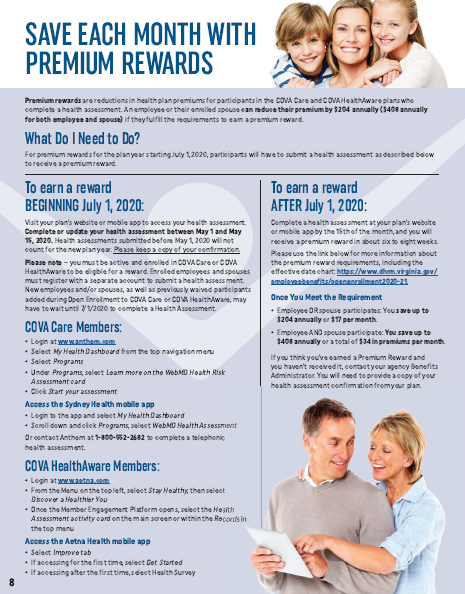 SAVE EACH MONTH WITH
PREMIUM REWARDS
Premium rewards are reductions in health plan premiums for participants in the COVA Care and COVA HealthAware plans who
complete a health assessment. An employee or their enrolled spouse can reduce their premium by $204 annually ($408 annually
for both employee and spouse) if they fulfill the requirements to earn a premium reward.
What Do I Need to Do?
For premium rewards for the plan year starting July 1, 2020, participants will have to submit a health assessment as described below
to receive a premium reward.
To earn a reward
BEGINNING July 1, 2020:
Visit your plan's website or mobile app to access your health assessment.
Complete or update your health assessment between May 1 and May
15, 2020. Health assessments submitted before May 1, 2020 will not
count for the new plan year. Please keep a copy of your confirmation.
Please note – you must be active and enrolled in COVA Care or COVA
HealthAware to be eligible for a reward. Enrolled employees and spouses
must register with a separate account to submit a health assessment.
New employees and/or spouses, as well as previously waived participants
added during Open Enrollment to COVA Care or COVA HealthAware, may
have to wait until 7/1/2020 to complete a Health Assessment.
COVA Care Members:
• Login at www.anthem.com
• Select My Health Dashboard from the top navigation menu
• Select Programs
• Under Programs, select Learn more on the WebMD Health Risk
Assessment card
• Click Start your assessment
Access the Sydney Health mobile app
• Login to the app and select My Health Dashboard
• Scroll down and click Programs, select WebMD Health Assessment
Or contact Anthem at 1-800-552-2682 to complete a telephonic
health assessment.
COVA HealthAware Members:
• Login at www.aetna.com
• From the Menu on the top left, select Stay Healthy, then select
Discover a Healthier You
• Once the Member Engagement Platform opens, select the Health
Assessment activity card on the main screen or within the Records in
the top menu
Access the Aetna Health mobile app
• Select Improve tab
• If accessing for the first time, select Get Started
• If accessing after the first time, select Health Survey
To earn a reward
AFTER July 1, 2020:
Complete a health assessment at your plan's website
or mobile app by the 15th of the month, and you will
receive a premium reward in about six to eight weeks.
Please use the link below for more information about
the premium reward requirements, including the
effective date chart: https://www.dhrm.virginia.gov/
employeebenefits/openenrollment2020-21.
Once You Meet the Requirement
• Employee OR spouse participate: You save up to
$204 annually or $17 per month.
• Employee AND spouse participate: You save up to
$408 annually or a total of $34 in premiums per month.
If you think you've earned a Premium Reward and
you haven't received it, contact your agency Benefits
Administrator. You will need to provide a copy of your
health assessment confirmation from your plan.
8